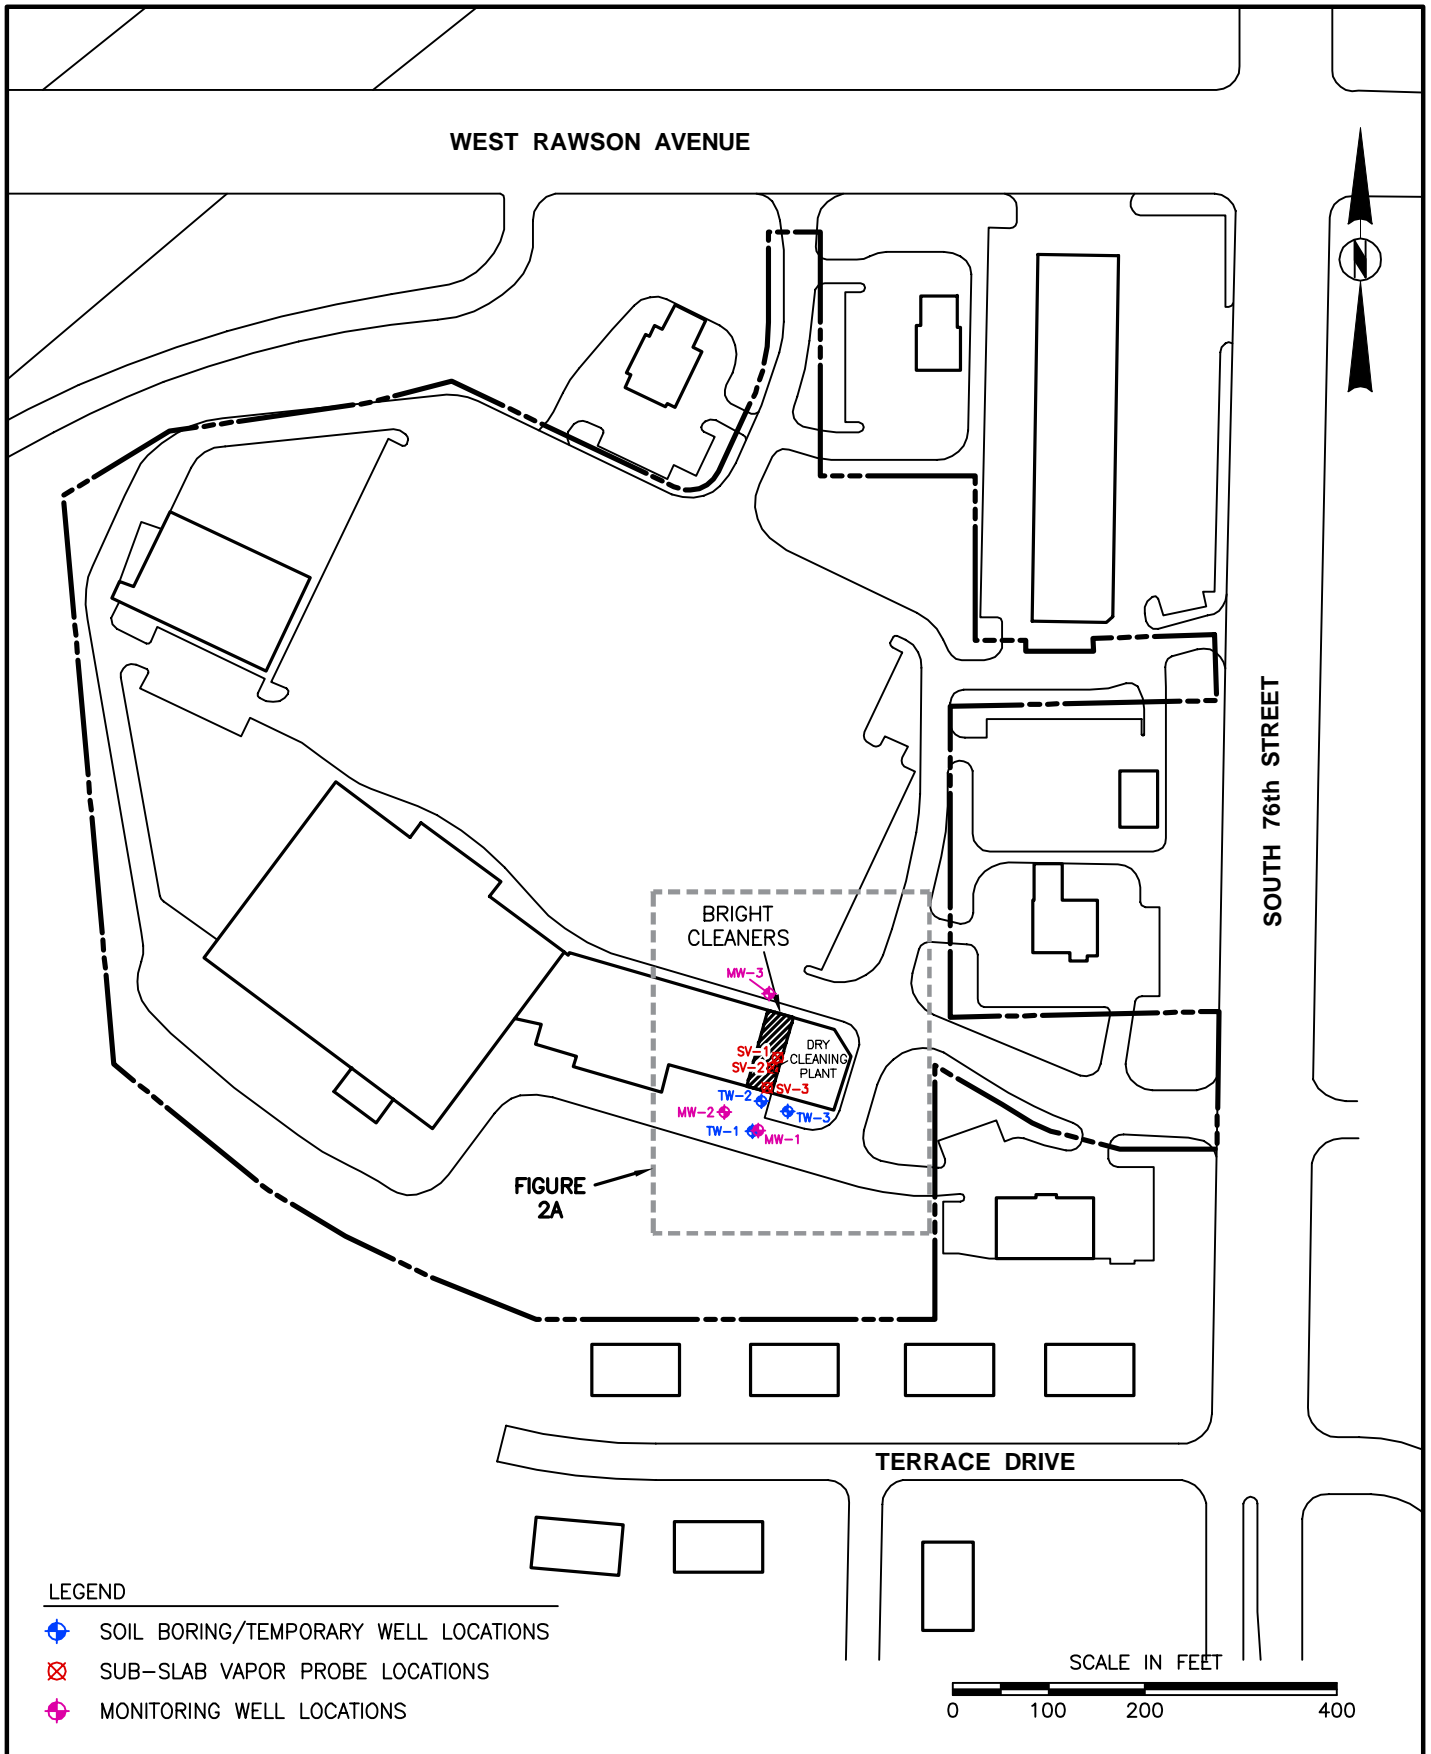 WEST RAWSON AVENUE
N
SOUTH 76th STREET
BRIGHT
CLEANERS
MW-3
SV-1
SV-2
DRY
CLEANING
PLANT
SV-3
TW-2
MW-2
TW-3
TW-1
MW-1
FIGURE
2A
TERRACE DRIVE
LEGEND
SOIL BORING/TEMPORARY WELL LOCATIONS
SUB-SLAB VAPOR PROBE LOCATIONS
MONITORING WELL LOCATIONS
SCALE IN FEET
0 100 200 400